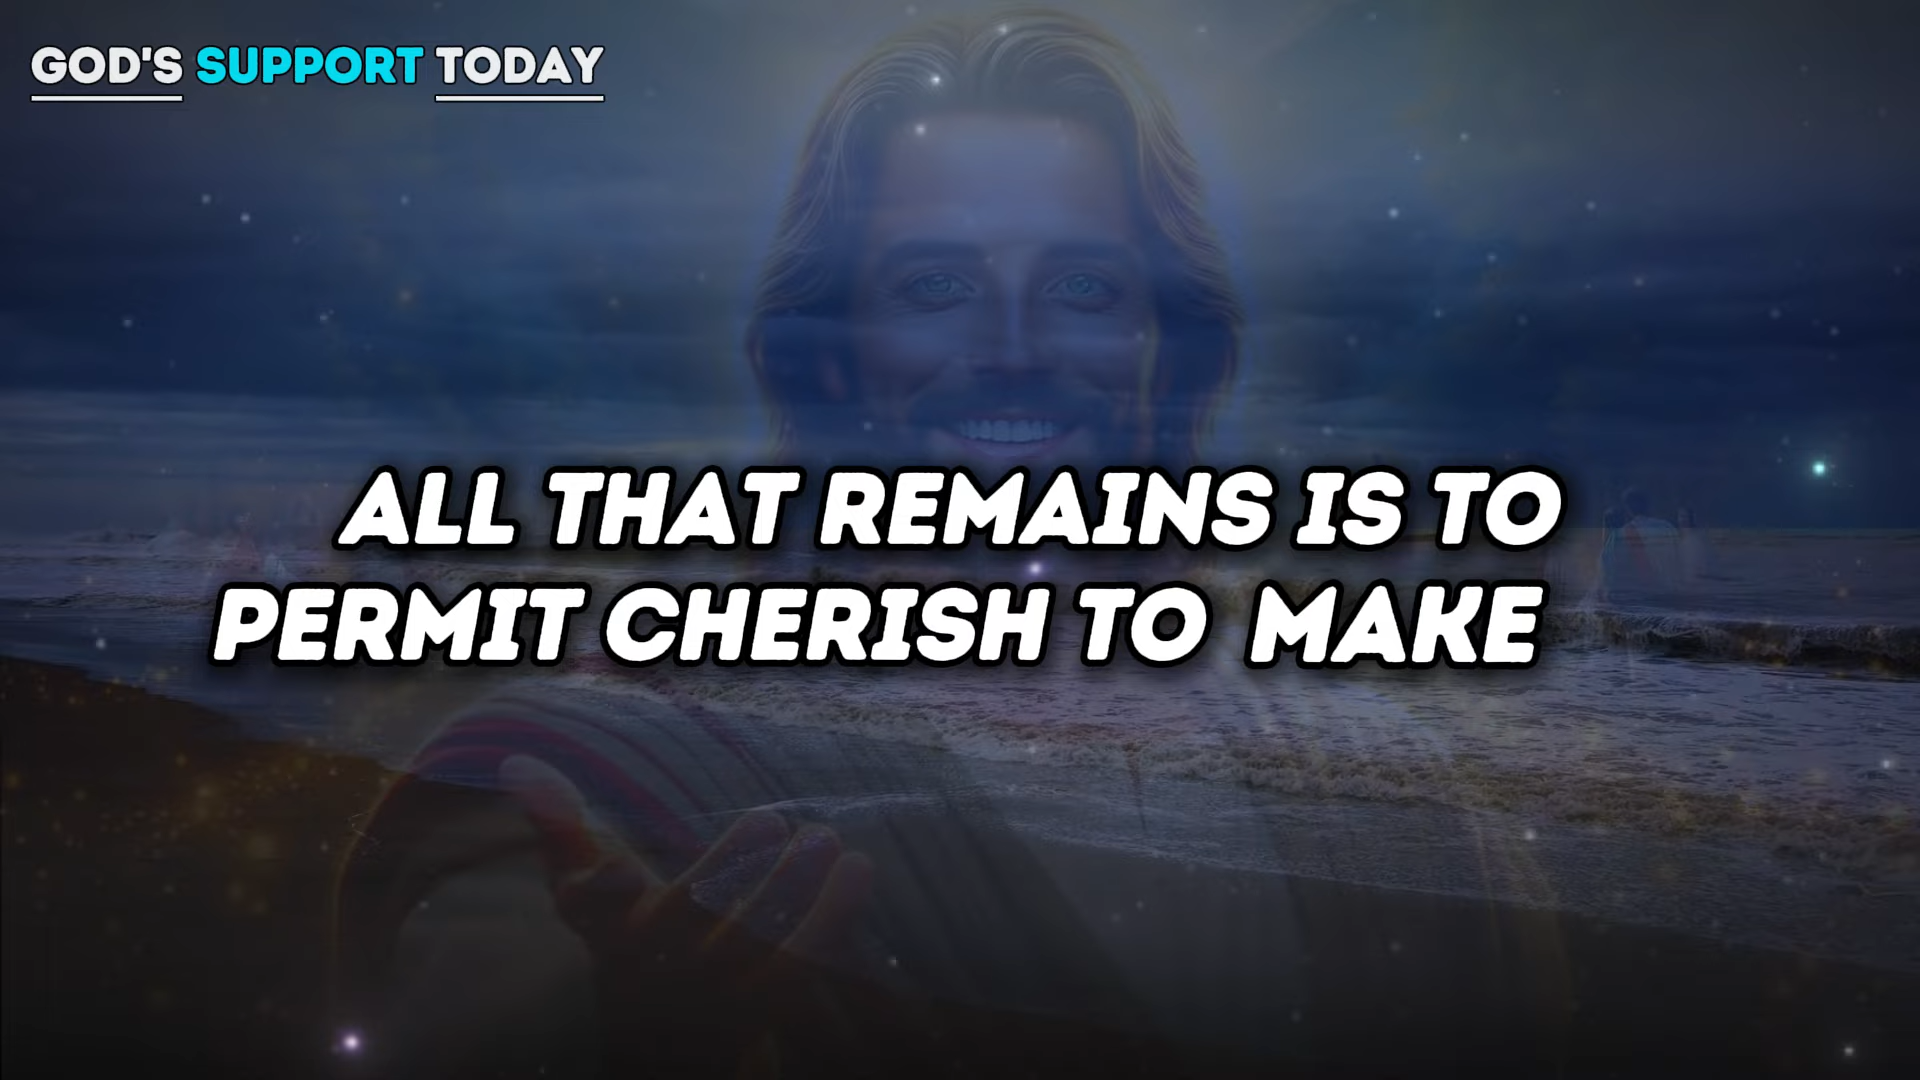 GOD'S SUPPORT TODAY
ALL THAT REMAINS IS TO
PERMIT CHERISH TO MAKE